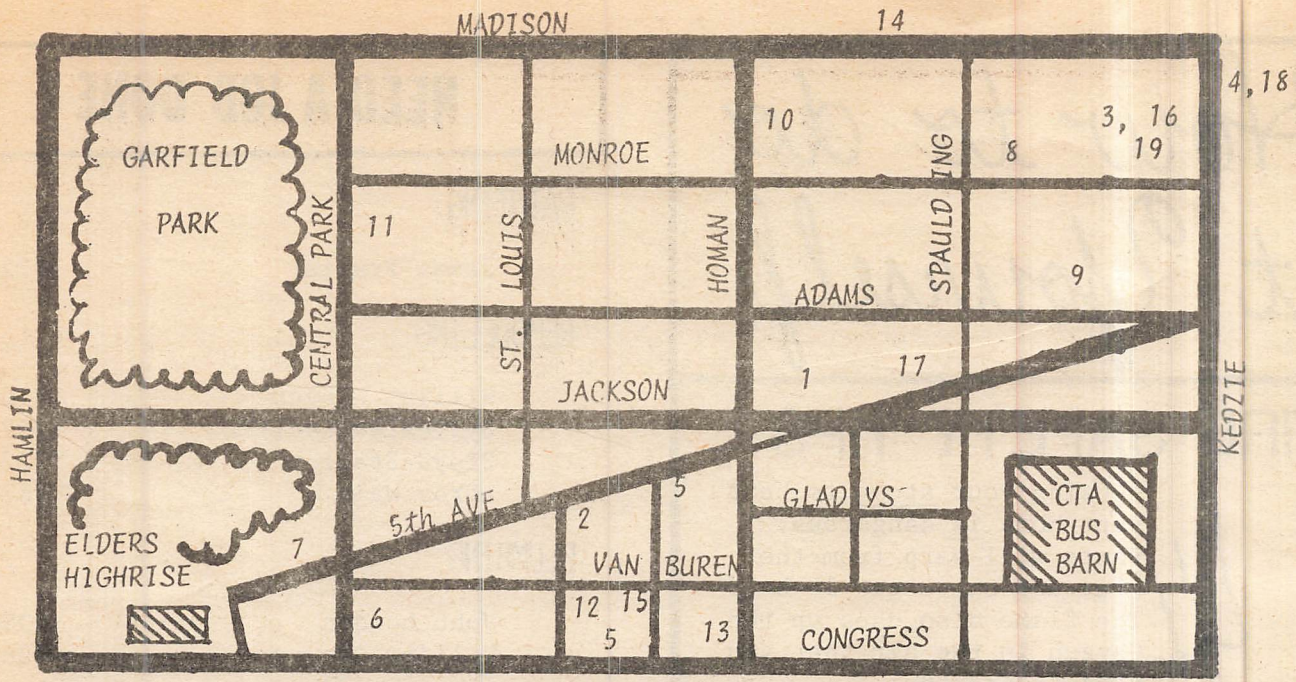 MADISON
14
4,18
10
3, 16
19
8
GARFIELD
PARK
MONROE
CENTRAL PARK
11
ST. LOUIS
HOMAN
SPAULDING
9
ADAMS
1
17
JACKSON
HAMLIN
KEDZIE
5th AVE
5
GLADYS
CTA
BUS
BARN
2
7
ELDERS
HIGHRISE
VAN BUREN
6
12
15
5
13
CONGRESS